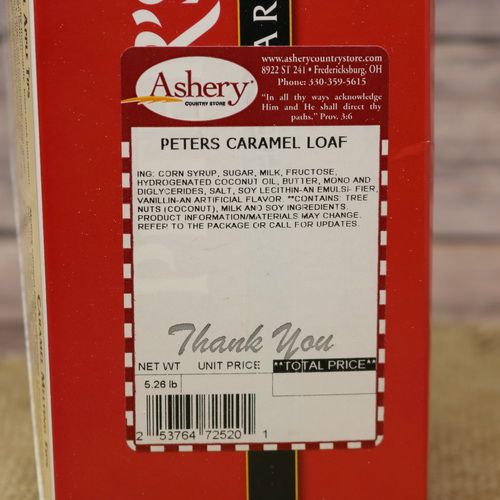 R'S
AR
Ashery
COUNTRY STORE
www.asherycountrystore.com
8922 ST 241 • Fredericksburg, OH
Phone: 330-359-5615
"In all thy ways acknowledge
Him and He shall direct thy
paths." Prov. 3:6
PETERS CARAMEL LOAF
ING: CORN SYRUP, SUGAR, MILK, FRUCTOSE,
HYDROGENATED COCONUT OIL, BUTTER, MONO AND
DIGLYCERIDES, SALT, SOY LECITHIN-AN EMULSI- FIER,
VANILLIN-AN ARTIFICIAL FLAVOR. **CONTAINS: TREE
NUTS (COCONUT), MILK AND SOY INGREDIENTS.
PRODUCT INFORMATION/MATERIALS MAY CHANGE.
REFER TO THE PACKAGE OR CALL FOR UPDATES.
Thank You
NET WT UNIT PRICE **TOTAL PRICE**
5.26 lb
2 53764 72520 1